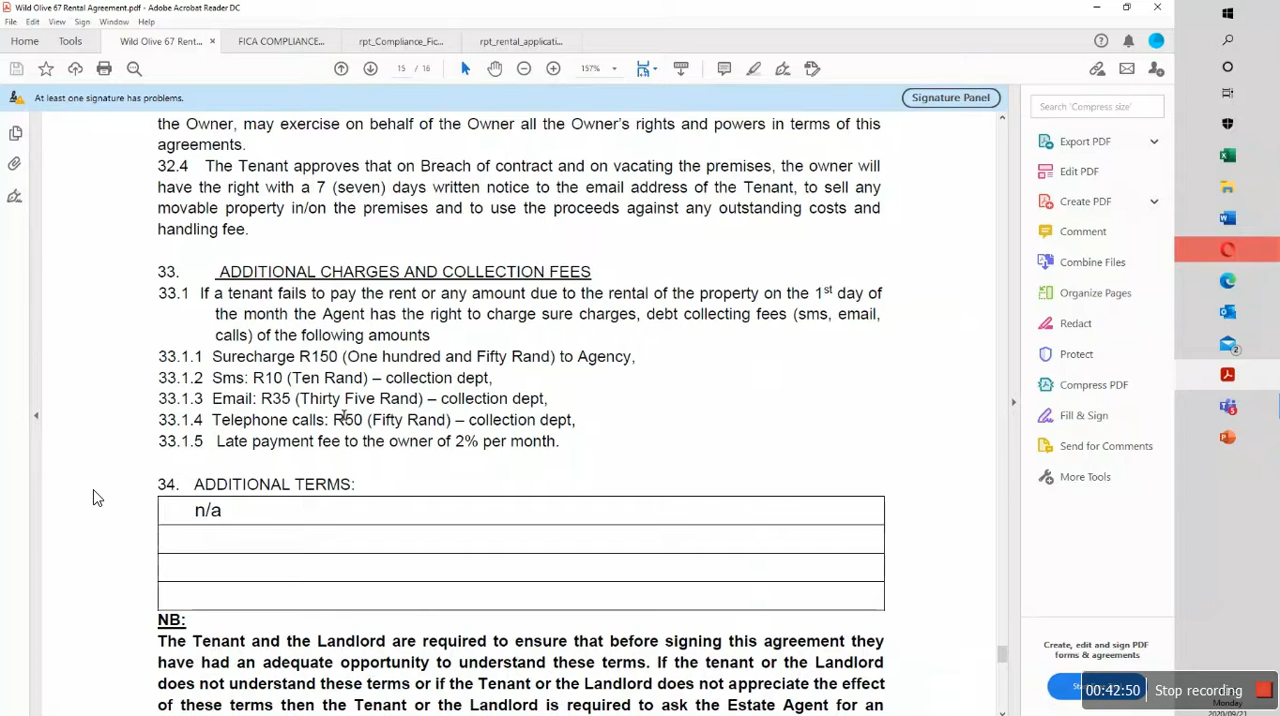 Wild Olive 67 Rental Agreement.pdf - Adobe Acrobat Reader DC
File Edit View Sign Window Help
Home Tools Wild Olive 67 Rent... × FICA COMPLIANCE... rpt_Compliance_Fic... rpt_rental_applicati...
15 / 16 157%
At least one signature has problems.
Signature Panel
the Owner, may exercise on behalf of the Owner all the Owner's rights and powers in terms of this
agreements.
32.4 The Tenant approves that on Breach of contract and on vacating the premises, the owner will
have the right with a 7 (seven) days written notice to the email address of the Tenant, to sell any
movable property in/on the premises and to use the proceeds against any outstanding costs and
handling fee.
33. ADDITIONAL CHARGES AND COLLECTION FEES
33.1 If a tenant fails to pay the rent or any amount due to the rental of the property on the 1st day of
the month the Agent has the right to charge sure charges, debt collecting fees (sms, email,
calls) of the following amounts
33.1.1 Surecharge R150 (One hundred and Fifty Rand) to Agency,
33.1.2 Sms: R10 (Ten Rand) – collection dept,
33.1.3 Email: R35 (Thirty Five Rand) – collection dept,
33.1.4 Telephone calls: R50 (Fifty Rand) – collection dept,
33.1.5 Late payment fee to the owner of 2% per month.
34. ADDITIONAL TERMS:
n/a
NB:
The Tenant and the Landlord are required to ensure that before signing this agreement they
have had an adequate opportunity to understand these terms. If the tenant or the Landlord
does not understand these terms or if the Tenant or the Landlord does not appreciate the effect
of these terms then the Tenant or the Landlord is required to ask the Estate Agent for an
Search 'Compress size'
Export PDF
Edit PDF
Create PDF
Comment
Combine Files
Organize Pages
Redact
Protect
Compress PDF
Fill & Sign
Send for Comments
More Tools
Create, edit and sign PDF
forms & agreements
00:42:50 Stop recording
Monday
2020/09/21